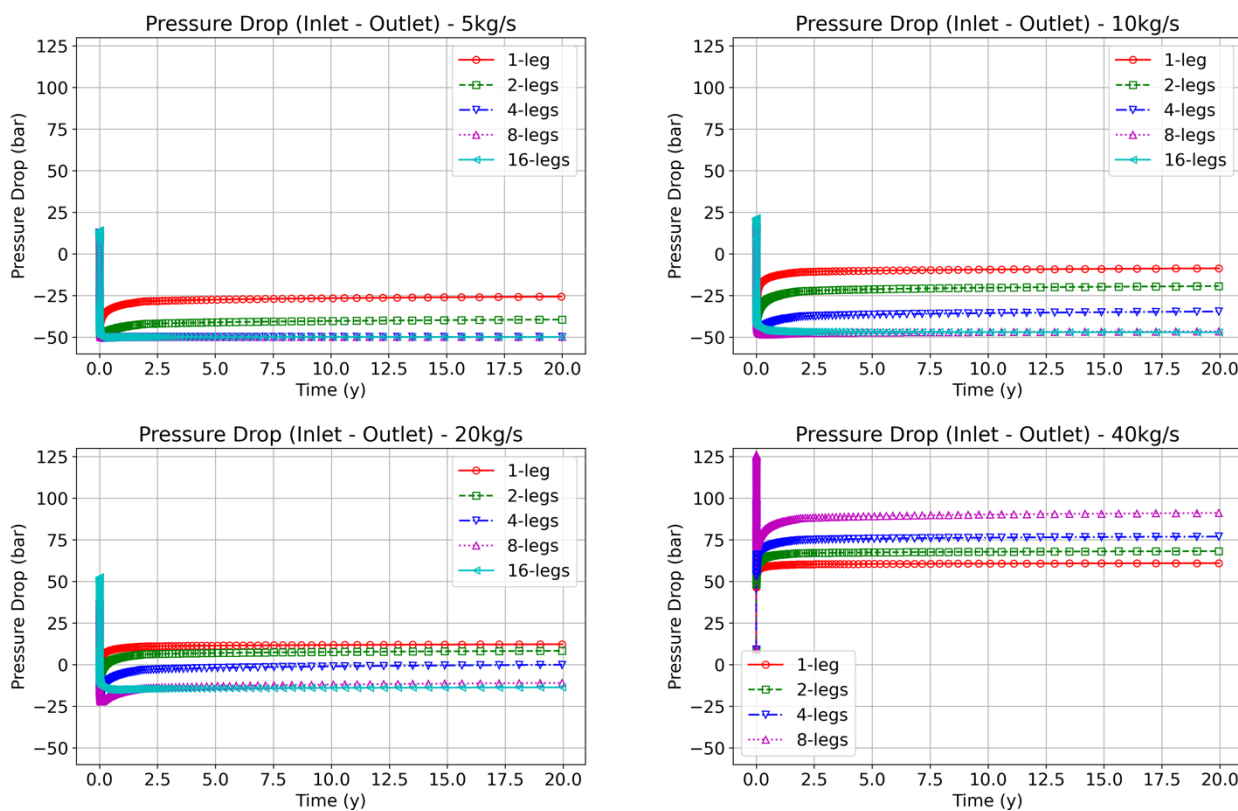 Pressure Drop (Inlet - Outlet) - 5kg/s
Pressure Drop (bar)
125
100
75
50
25
0
−25
−50
0.0 2.5 5.0 7.5 10.0 12.5 15.0 17.5 20.0
Time (y)
1-leg
2-legs
4-legs
8-legs
16-legs
Pressure Drop (Inlet - Outlet) - 10kg/s
Pressure Drop (bar)
125
100
75
50
25
0
−25
−50
0.0 2.5 5.0 7.5 10.0 12.5 15.0 17.5 20.0
Time (y)
1-leg
2-legs
4-legs
8-legs
16-legs
Pressure Drop (Inlet - Outlet) - 20kg/s
Pressure Drop (bar)
125
100
75
50
25
0
−25
−50
0.0 2.5 5.0 7.5 10.0 12.5 15.0 17.5 20.0
Time (y)
1-leg
2-legs
4-legs
8-legs
16-legs
Pressure Drop (Inlet - Outlet) - 40kg/s
Pressure Drop (bar)
125
100
75
50
25
0
−25
−50
0.0 2.5 5.0 7.5 10.0 12.5 15.0 17.5 20.0
Time (y)
1-leg
2-legs
4-legs
8-legs